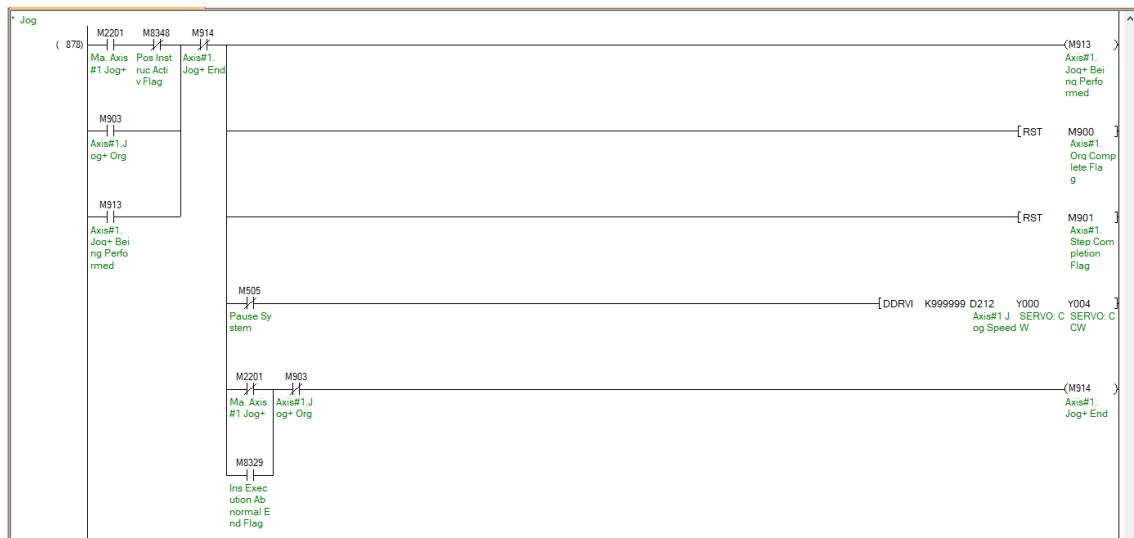 * Jog
M2201 M8348 M914
( 878) (M913 )
Ma. Axis Pos Inst Axis#1. Axis#1.
#1 Jog+ ruc Acti Jog+ End Jog+ Bei
v Flag ng Perfo
rmed
M903
[ RST M900 ]
Axis#1.J Axis#1.
og+ Org Org Comp
lete Fla
g
M913
[ RST M901 ]
Axis#1. Axis#1.
Jog+ Bei Step Com
ng Perfo pletion
rmed Flag
M505
[ DDRVI K999999 D212 Y000 Y004 ]
Pause Sy Axis#1 J SERVO: C SERVO: C
stem og Speed W CW
M2201 M903
(M914 )
Ma. Axis Axis#1.J Axis#1.
#1 Jog+ og+ Org Jog+ End
M8329
Ins Exec
ution Ab
normal E
nd Flag